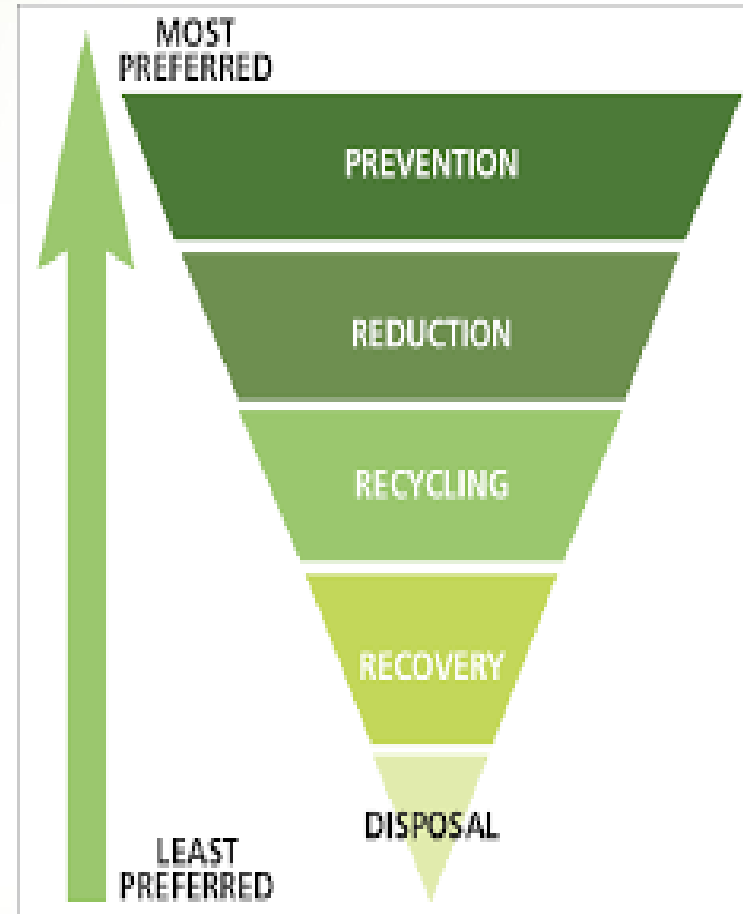 MOST
PREFERRED
PREVENTION
REDUCTION
RECYCLING
RECOVERY
DISPOSAL
LEAST
PREFERRED